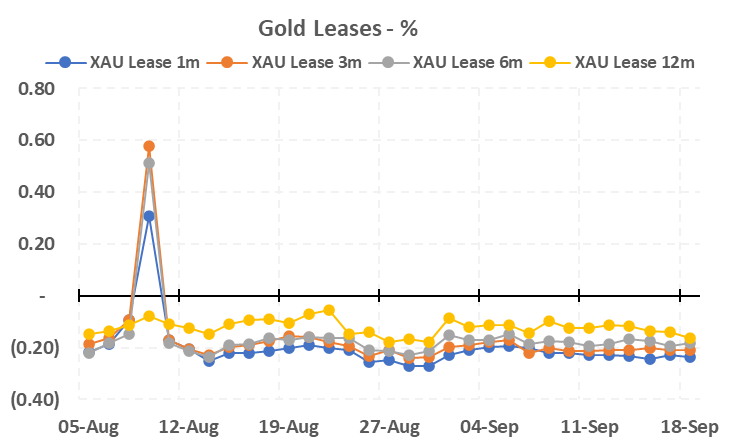 Gold Leases - %
XAU Lease 1m XAU Lease 3m XAU Lease 6m XAU Lease 12m
0.80
0.60
0.40
0.20
-
(0.20)
(0.40)
05-Aug 12-Aug 19-Aug 27-Aug 04-Sep 11-Sep 18-Sep